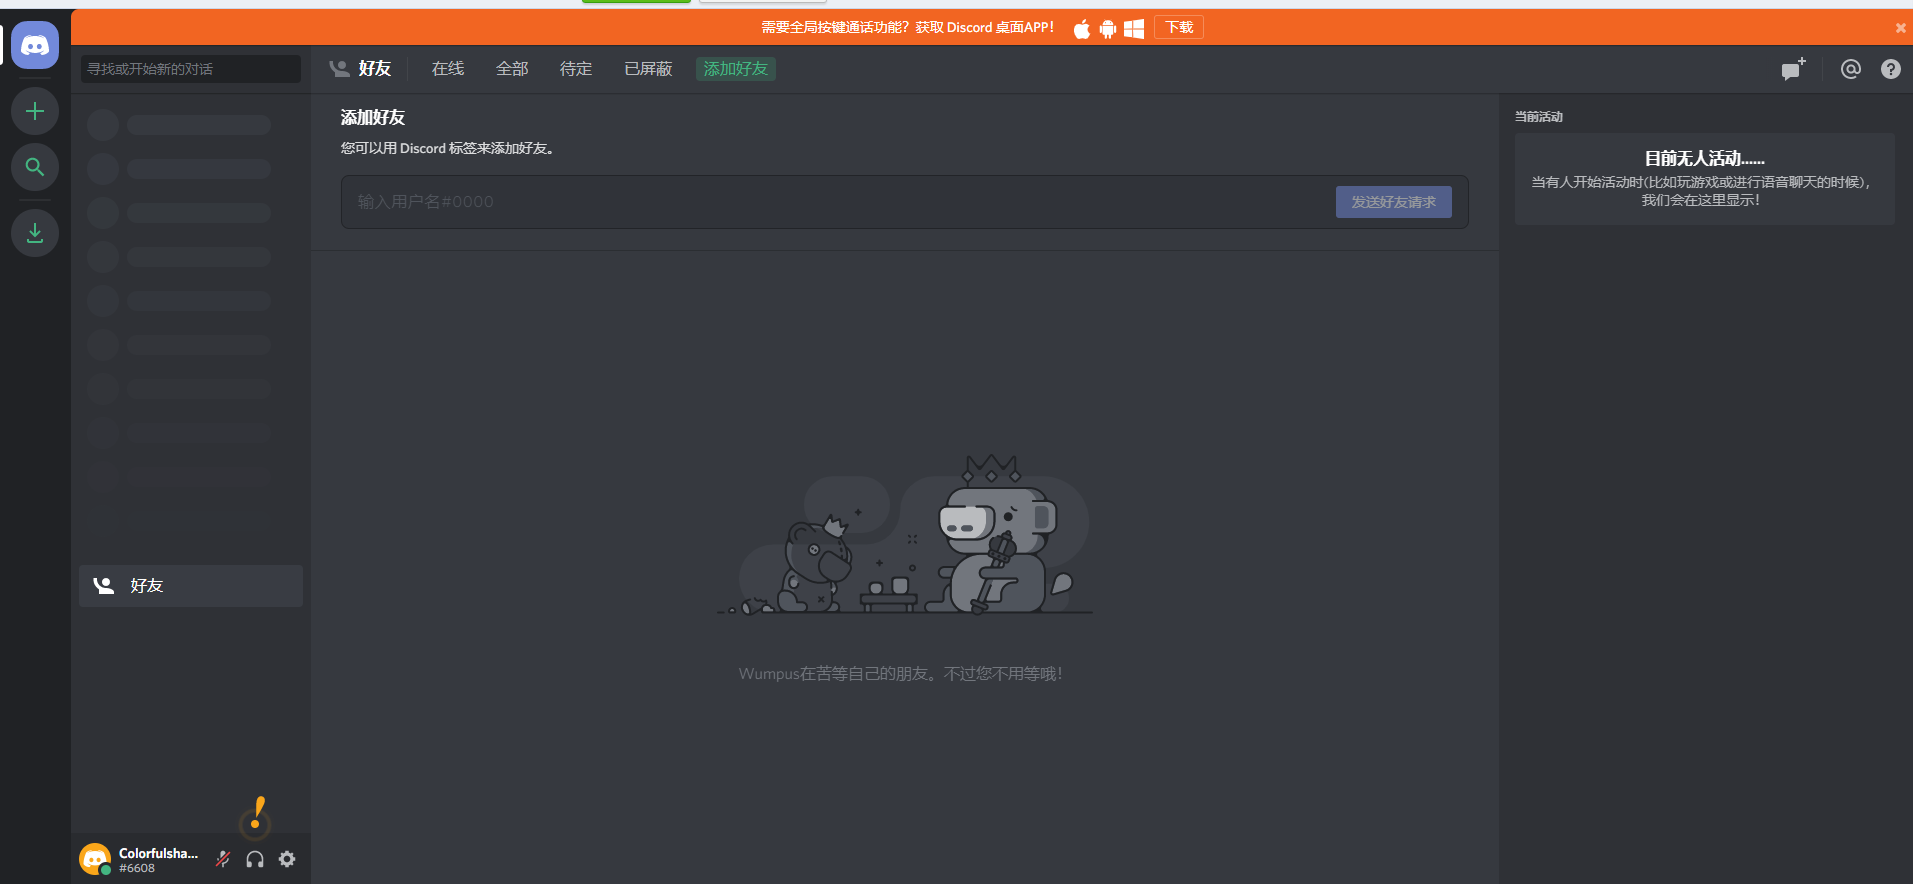 需要全局按键通话功能？获取 Discord 桌面APP！
下载
寻找或开始新的对话
好友
在线
全部
待定
已屏蔽
添加好友
添加好友
您可以用 Discord 标签来添加好友。
输入用户名#0000
发送好友请求
当前活动
目前无人活动……
当有人开始活动时(比如玩游戏或进行语音聊天的时候)，
我们会在这里显示！
好友
Wumpus在苦等自己的朋友。不过您不用等哦！
Colorfulsha...
#6608